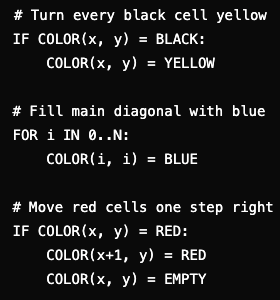 # Turn every black cell yellow
IF COLOR(x, y) = BLACK:
    COLOR(x, y) = YELLOW

# Fill main diagonal with blue
FOR i IN 0..N:
    COLOR(i, i) = BLUE

# Move red cells one step right
IF COLOR(x, y) = RED:
    COLOR(x+1, y) = RED
    COLOR(x, y) = EMPTY